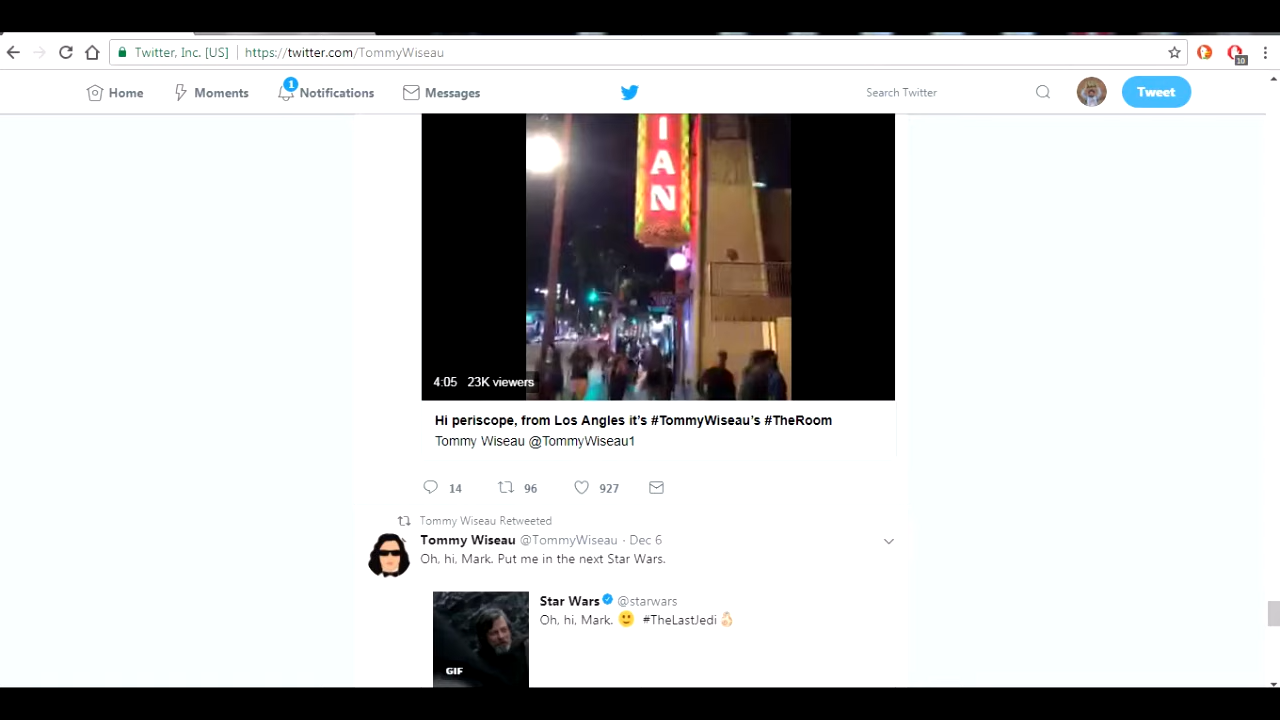 Twitter, Inc. [US] https://twitter.com/TommyWiseau
10
Home Moments 1 Notifications Messages Search Twitter Tweet
I
A
N
4:05 23K viewers
Hi periscope, from Los Angles it's #TommyWiseau's #TheRoom
Tommy Wiseau @TommyWiseau1
14 96 927
Tommy Wiseau Retweeted
Tommy Wiseau @TommyWiseau · Dec 6
Oh, hi, Mark. Put me in the next Star Wars.
Star Wars @starwars
Oh, hi, Mark. 🙂 #TheLastJedi 👌🏻
GIF